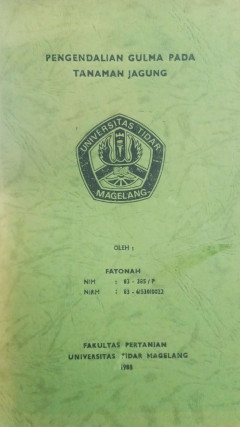 PENGENDALIAN GULMA PADA
TANAMAN JAGUNG
UNIVERSITAS TIDAR
MAGELANG
OLEH :
FATONAH
NIM : 83 - 305 / P
NIRM : 83 - 6153810022
FAKULTAS PERTANIAN
UNIVERSITAS TIDAR MAGELANG
1988